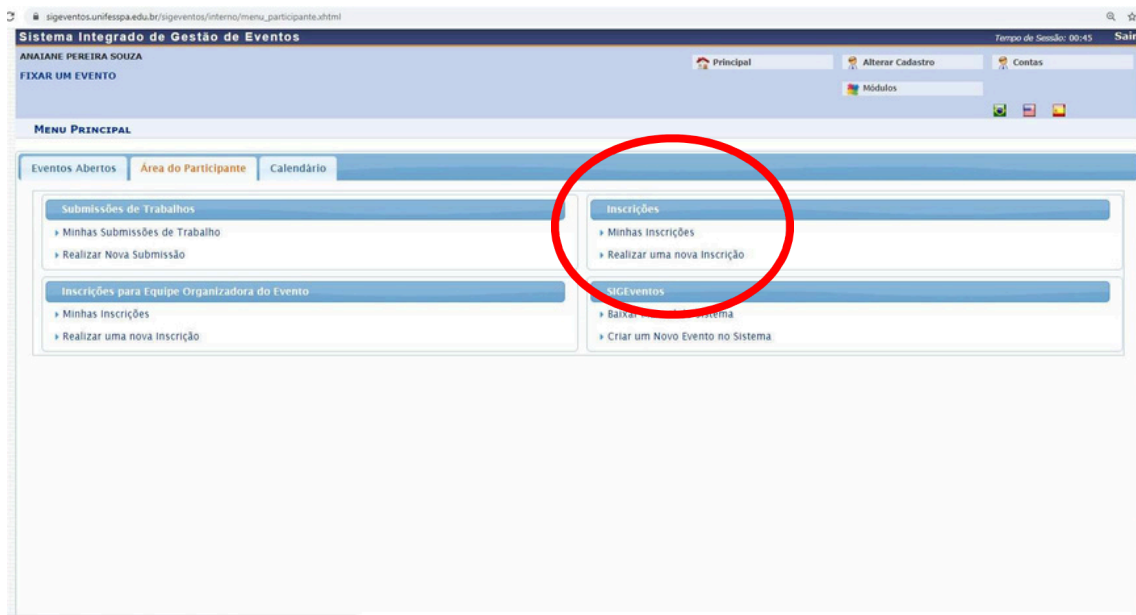 sigeventos.unifesspa.edu.br/sigeventos/interno/menu_participante.xhtml
Sistema Integrado de Gestão de Eventos
Tempo de Sessão: 00:45 Sair
ANAIANE PEREIRA SOUZA
FIXAR UM EVENTO
Principal
Alterar Cadastro
Contas
Módulos
MENU PRINCIPAL
Eventos Abertos
Área do Participante
Calendário
Submissões de Trabalhos
Minhas Submissões de Trabalho
Realizar Nova Submissão
Inscrições
Minhas Inscrições
Realizar uma nova Inscrição
Inscrições para Equipe Organizadora do Evento
Minhas Inscrições
Realizar uma nova Inscrição
SIGEventos
Baixar
Criar um Novo Evento no Sistema